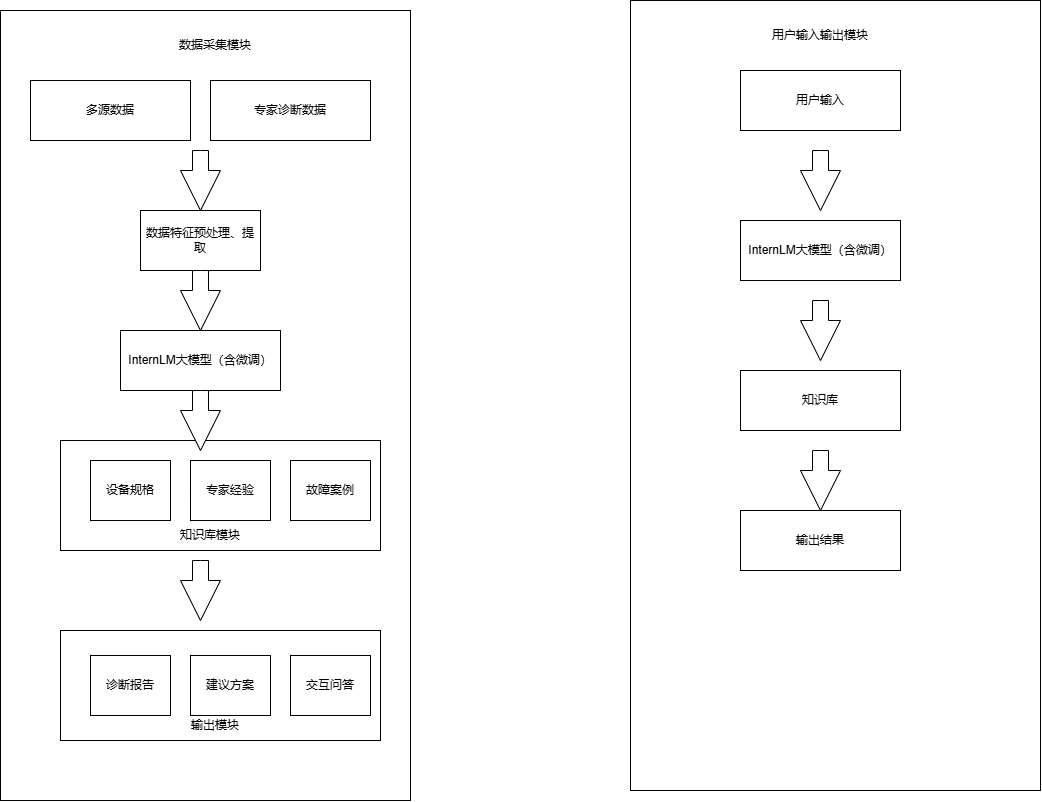 数据采集模块
多源数据
专家诊断数据
数据特征预处理、提
取
InternLM大模型（含微调）
设备规格
专家经验
故障案例
知识库模块
诊断报告
建议方案
交互问答
输出模块
用户输入输出模块
用户输入
InternLM大模型（含微调）
知识库
输出结果